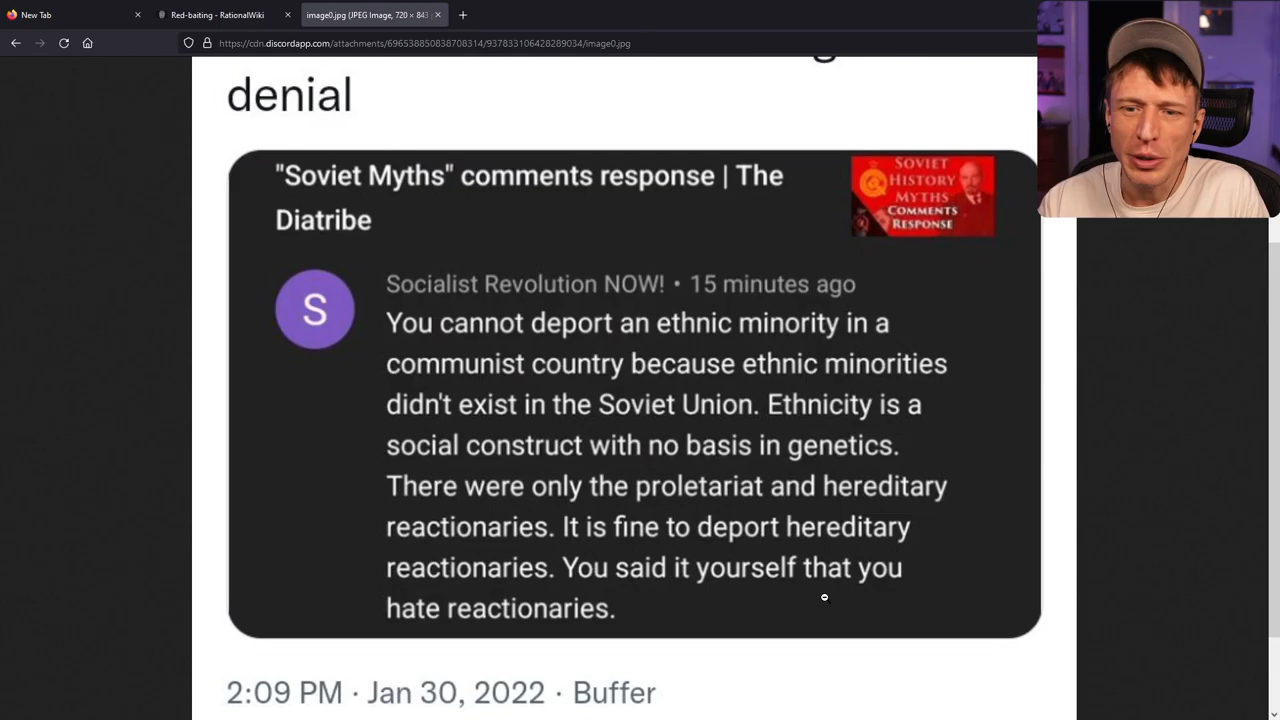 New Tab
Red-baiting - RationalWiki
image0.jpg (JPEG Image, 720 × 843
https://cdn.discordapp.com/attachments/696538850838708314/937833106428289034/image0.jpg
denial
"Soviet Myths" comments response | The
Diatribe
SOVIET
HISTORY
MYTHS
COMMENTS
RESPONSE
S
Socialist Revolution NOW! • 15 minutes ago
You cannot deport an ethnic minority in a
communist country because ethnic minorities
didn't exist in the Soviet Union. Ethnicity is a
social construct with no basis in genetics.
There were only the proletariat and hereditary
reactionaries. It is fine to deport hereditary
reactionaries. You said it yourself that you
hate reactionaries.
2:09 PM · Jan 30, 2022 · Buffer